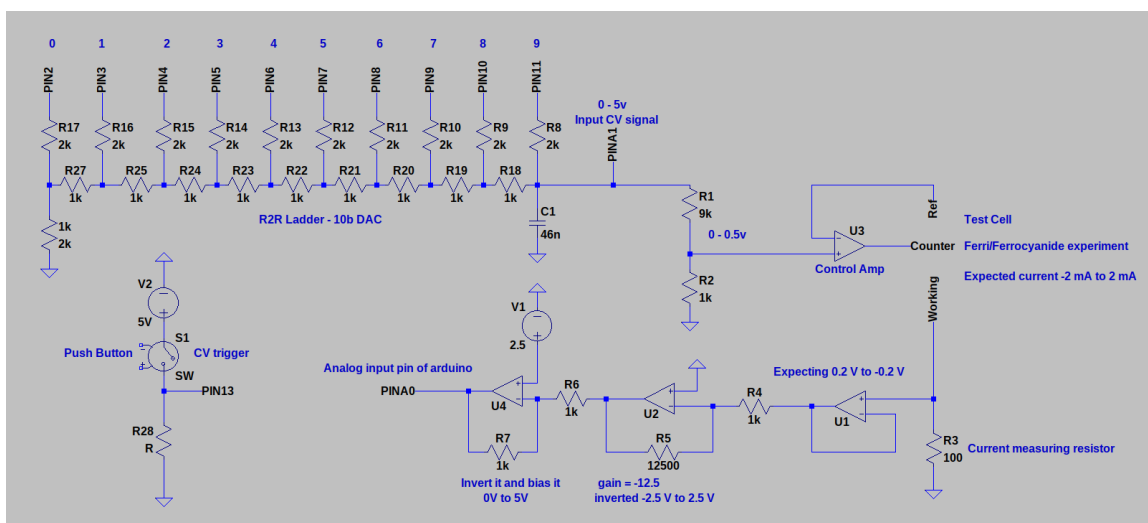 0 1 2 3 4 5 6 7 8 9
PIN2 PIN3 PIN4 PIN5 PIN6 PIN7 PIN8 PIN9 PIN10 PIN11
0 - 5v
Input CV signal
PINA1
R17 R16 R15 R14 R13 R12 R11 R10 R9 R8
2k 2k 2k 2k 2k 2k 2k 2k 2k 2k
R27 R25 R24 R23 R22 R21 R20 R19 R18
1k 1k 1k 1k 1k 1k 1k 1k 1k
R2R Ladder - 10b DAC
1k
2k
C1
46n
R1
9k
0 - 0.5v
R2
1k
U3
Control Amp
Ref
Counter
Working
Test Cell
Ferri/Ferrocyanide experiment
Expected current -2 mA to 2 mA
V2
5V
Push Button
S1
SW
CV trigger
PIN13
R28
R
V1
2.5
Analog input pin of arduino
PINA0
U4
R7
1k
Invert it and bias it
0V to 5V
R6
1k
U2
R5
12500
gain = -12.5
inverted -2.5 V to 2.5 V
R4
1k
Expecting 0.2 V to -0.2 V
U1
R3
100
Current measuring resistor